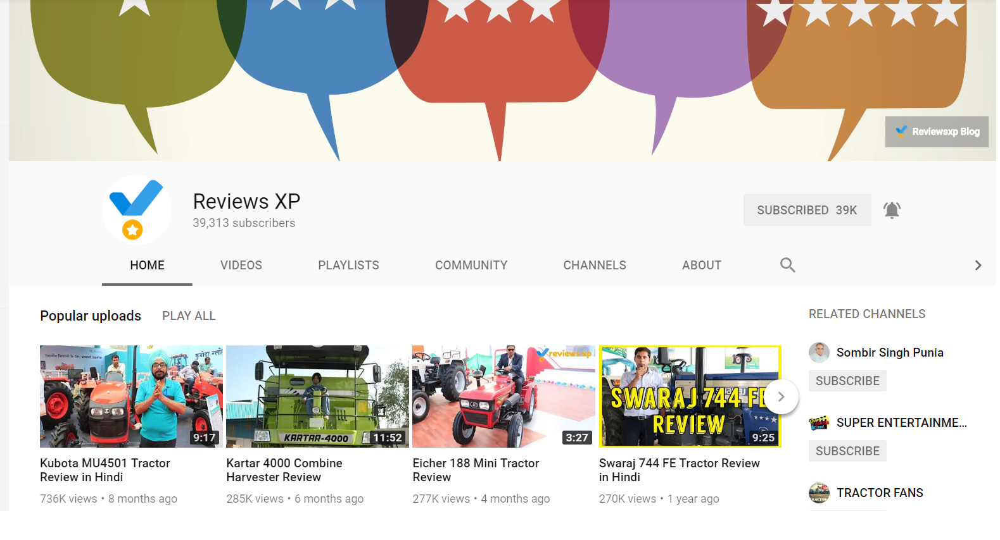 Reviewsxp Blog
Reviews XP
39,313 subscribers
SUBSCRIBED 39K
HOME VIDEOS PLAYLISTS COMMUNITY CHANNELS ABOUT
Popular uploads PLAY ALL
9:17
KARTAR-4000
11:52
reviews xp
3:27
SWARAJ 744 FE
REVIEW
9:25
Kubota MU4501 Tractor
Review in Hindi
736K views • 8 months ago
Kartar 4000 Combine
Harvester Review
285K views • 6 months ago
Eicher 188 Mini Tractor
Review
277K views • 4 months ago
Swaraj 744 FE Tractor Review
in Hindi
270K views • 1 year ago
RELATED CHANNELS
Sombir Singh Punia
SUBSCRIBE
SUPER ENTERTAINME...
SUBSCRIBE
TRACTOR FANS